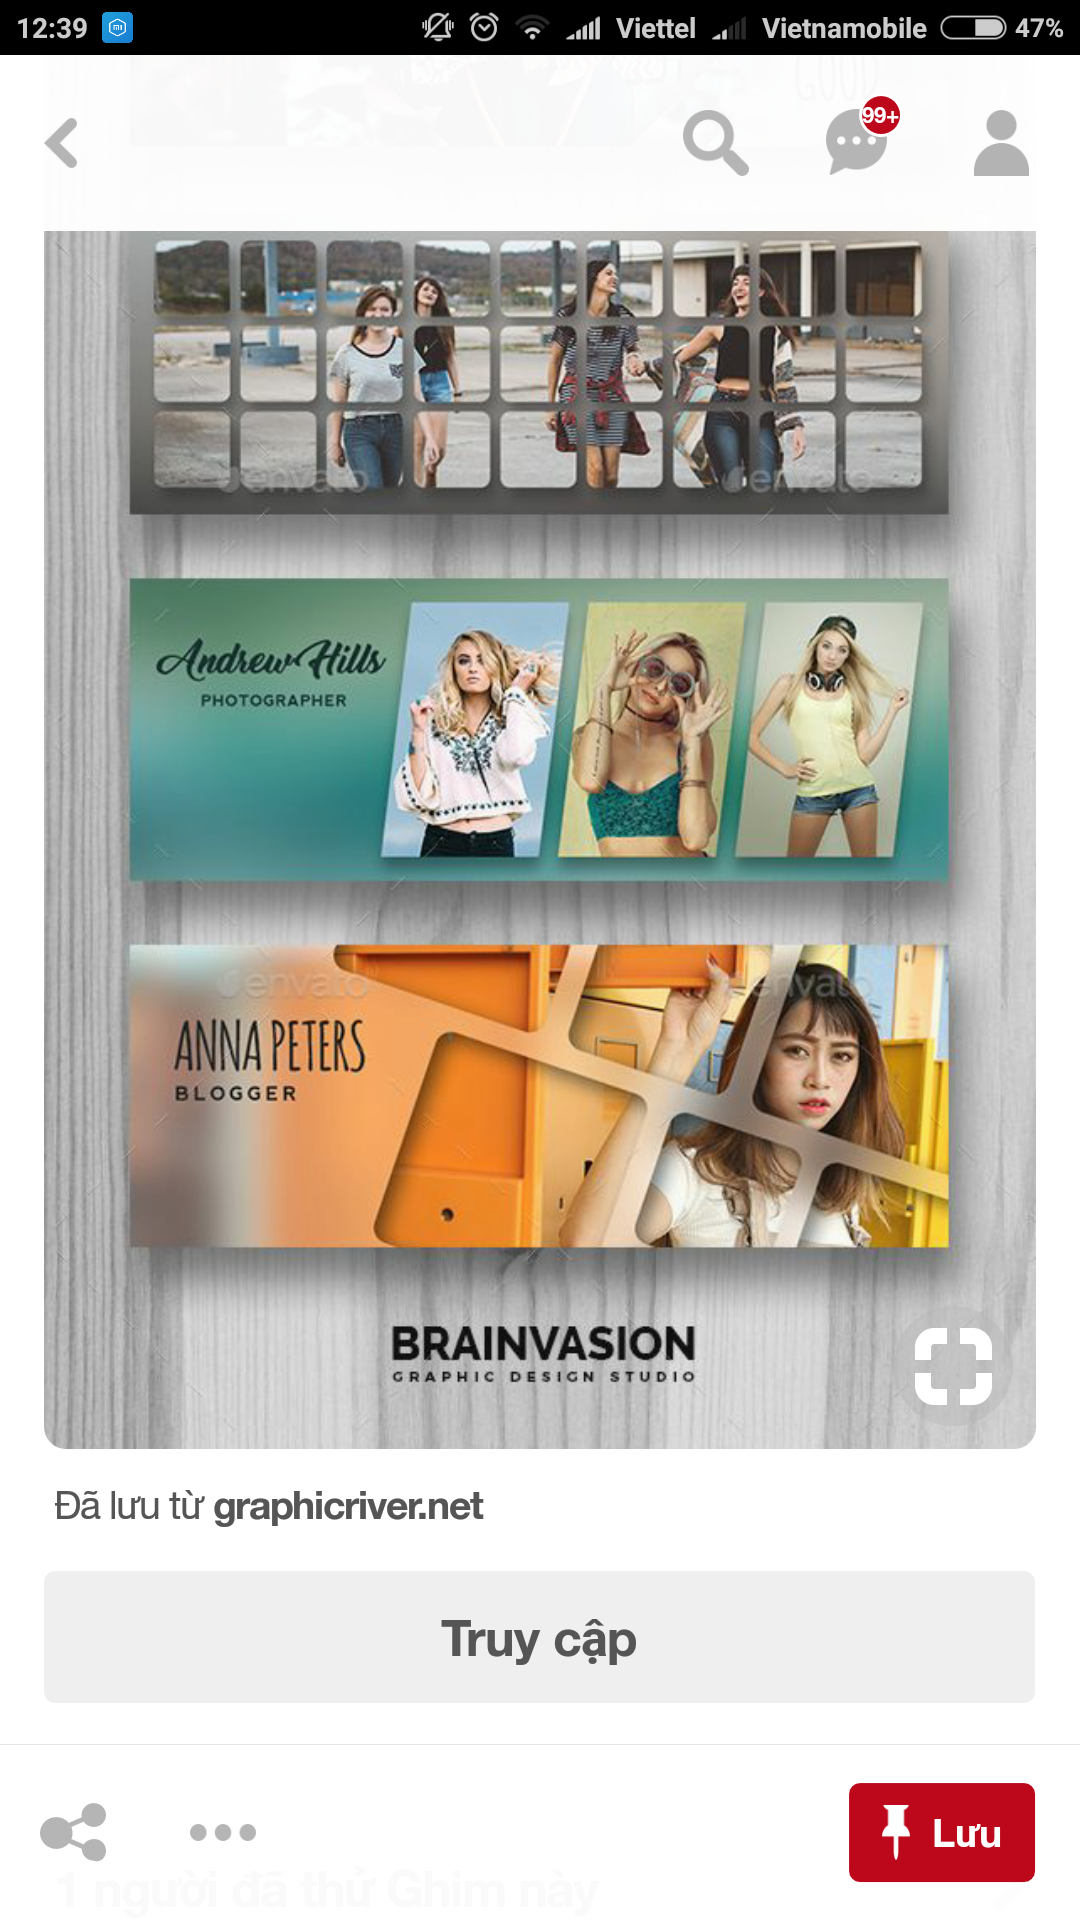 12:39
Viettel
Vietnamobile
47%
GOOD
99+
envato
envato
Andrew Hills
PHOTOGRAPHER
envato
envato
ANNA PETERS
BLOGGER
BRAINVASION
GRAPHIC DESIGN STUDIO
Đã lưu từ graphicriver.net
Truy cập
Lưu
1 người đã thử Ghim này